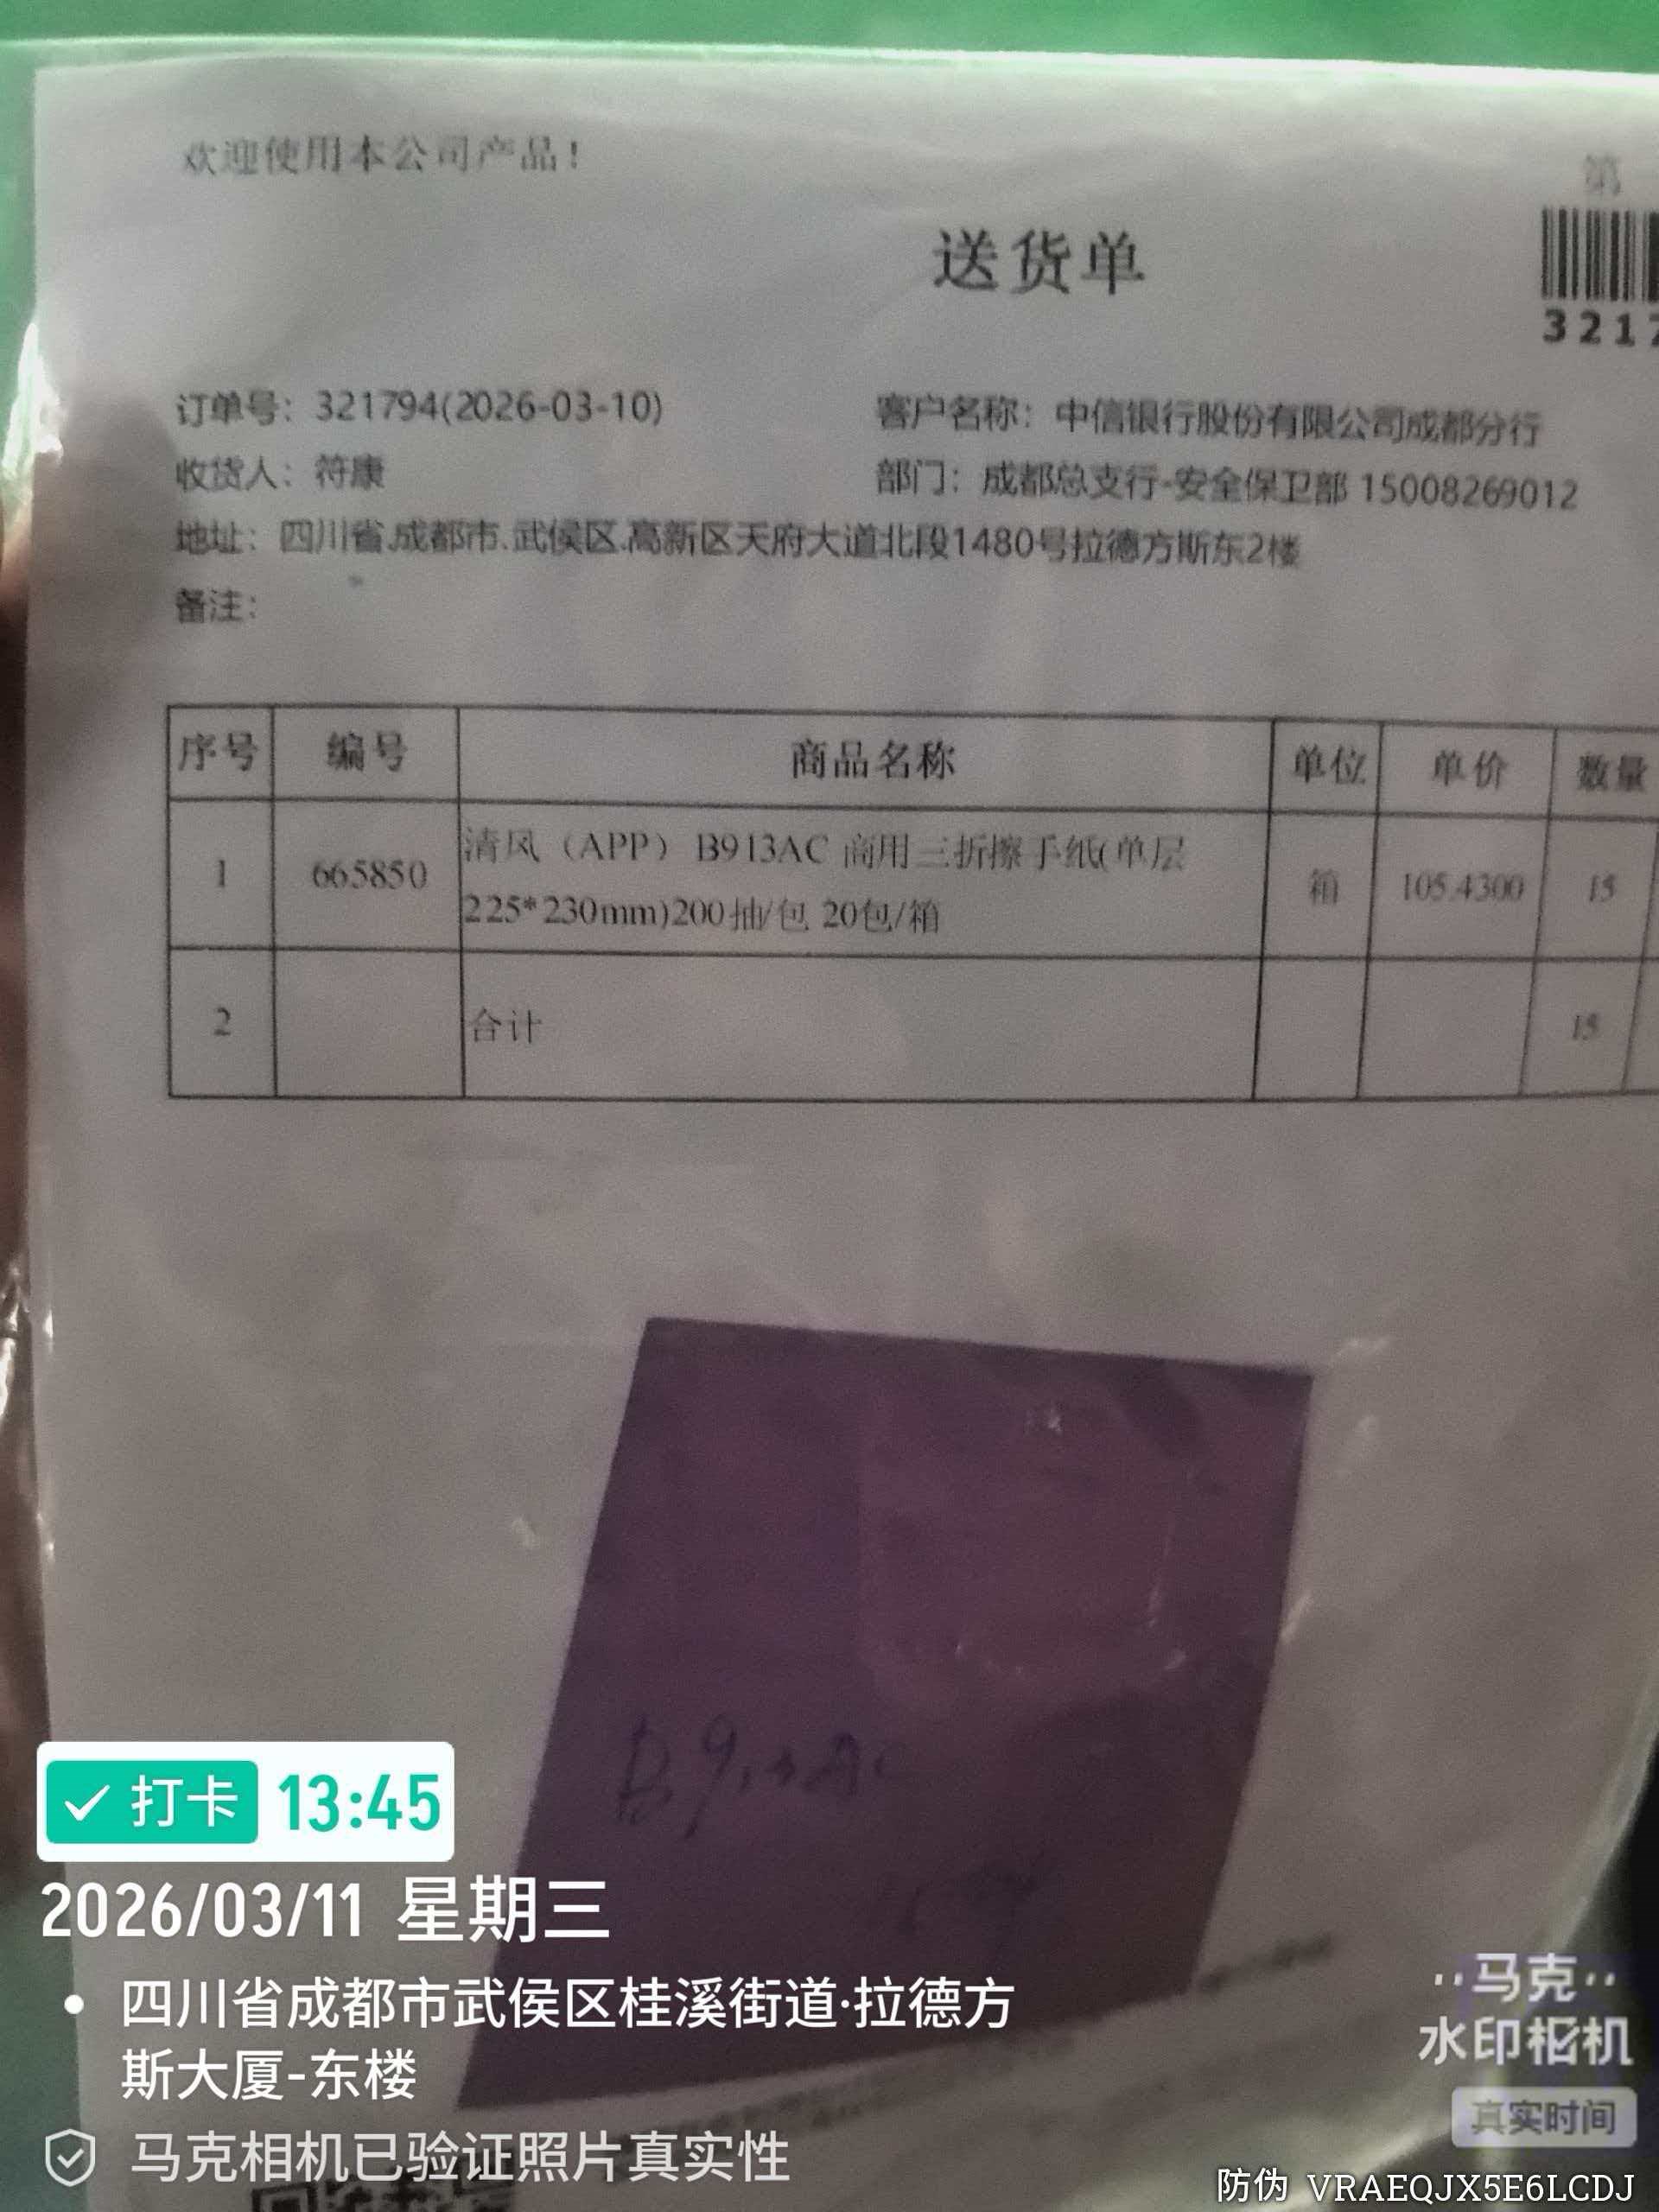 欢迎使用本公司产品！
第
送货单
3217
订单号：321794(2026-03-10)
客户名称：中信银行股份有限公司成都分行
收货人：符康
部门：成都总支行-安全保卫部 15008269012
地址：四川省.成都市.武侯区.高新区天府大道北段1480号拉德方斯东2楼
备注：
序号 编号 商品名称 单位 单价 数量
1 665850 清风（APP）B913AC 商用三折擦手纸(单层
225*230mm)200抽/包 20包/箱 箱 105.4300 15
2 合计 15
打卡 13:45
2026/03/11 星期三
四川省成都市武侯区桂溪街道·拉德方
斯大厦-东楼
马克相机已验证照片真实性
马克
水印相机
真实时间
防伪 VRAEQJX5E6LCDJ